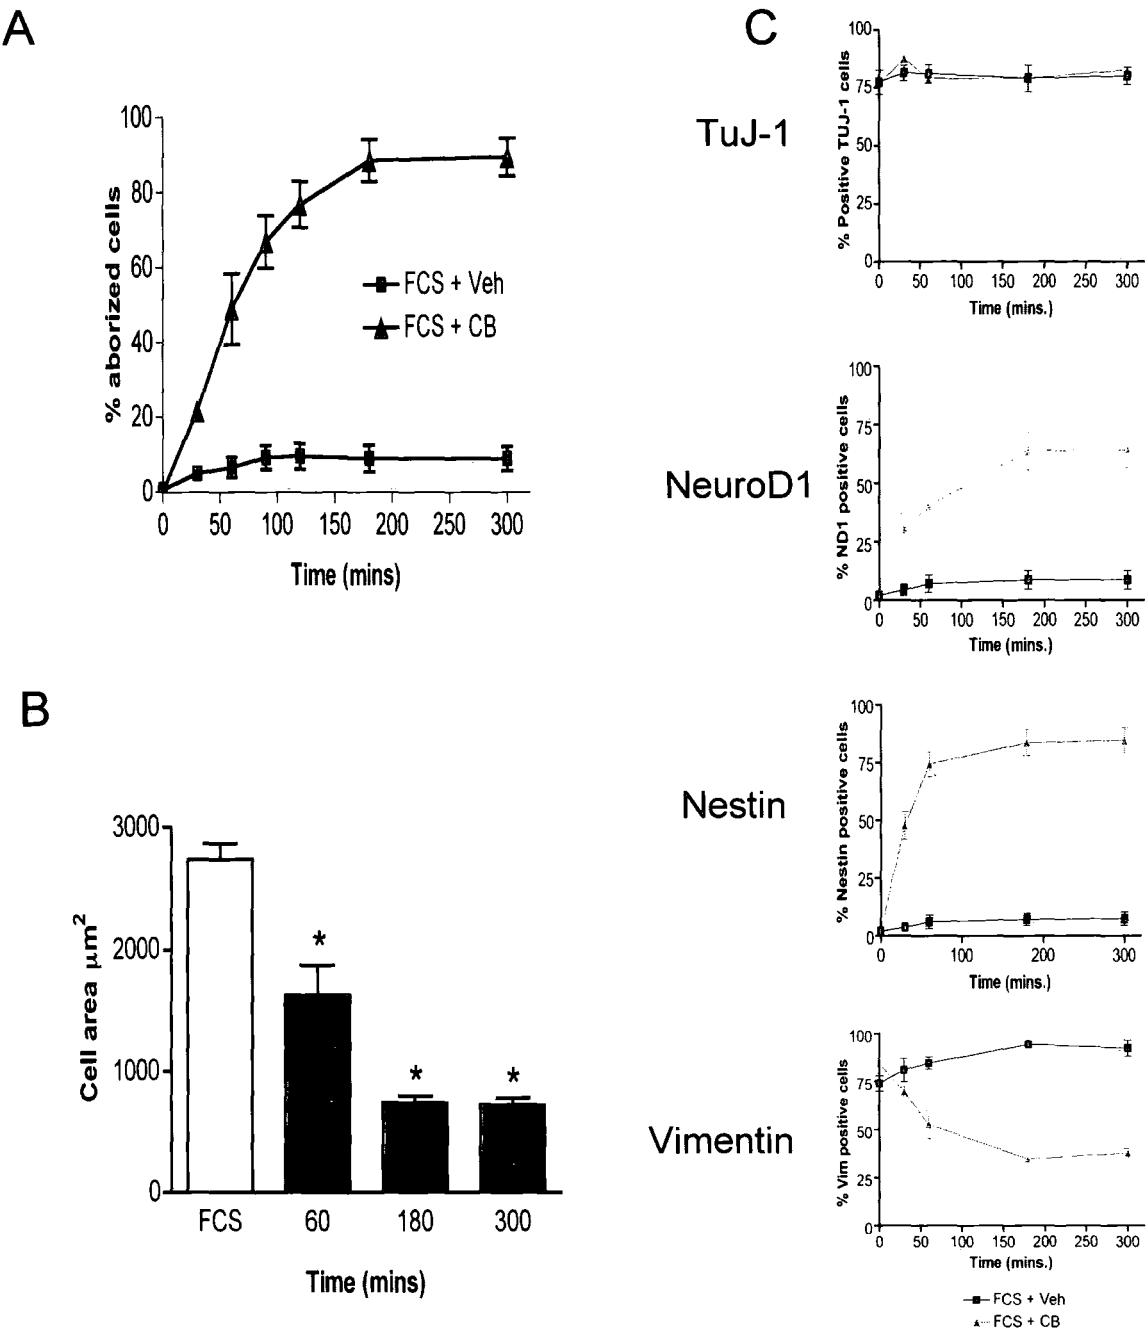 A
% aborized cells
100
80
60
40
20
0
0 50 100 150 200 250 300
Time (mins)
FCS + Veh
FCS + CB
B
Cell area µm²
3000
2000
1000
0
*
*
*
FCS 60 180 300
Time (mins)
C
TuJ-1
% Positive TUJ-1 cells
100
75
50
25
0
0 50 100 150 200 250 300
Time (mins.)
NeuroD1
% ND1 positive cells
100
75
50
25
0
0 50 100 150 200 250 300
Time (mins.)
Nestin
% Nestin positive cells
100
75
50
25
0
0 100 200 300
Time (mins.)
Vimentin
% Vim positive cells
100
75
50
25
0
0 50 100 150 200 250 300
Time (mins.)
FCS + Veh
FCS + CB